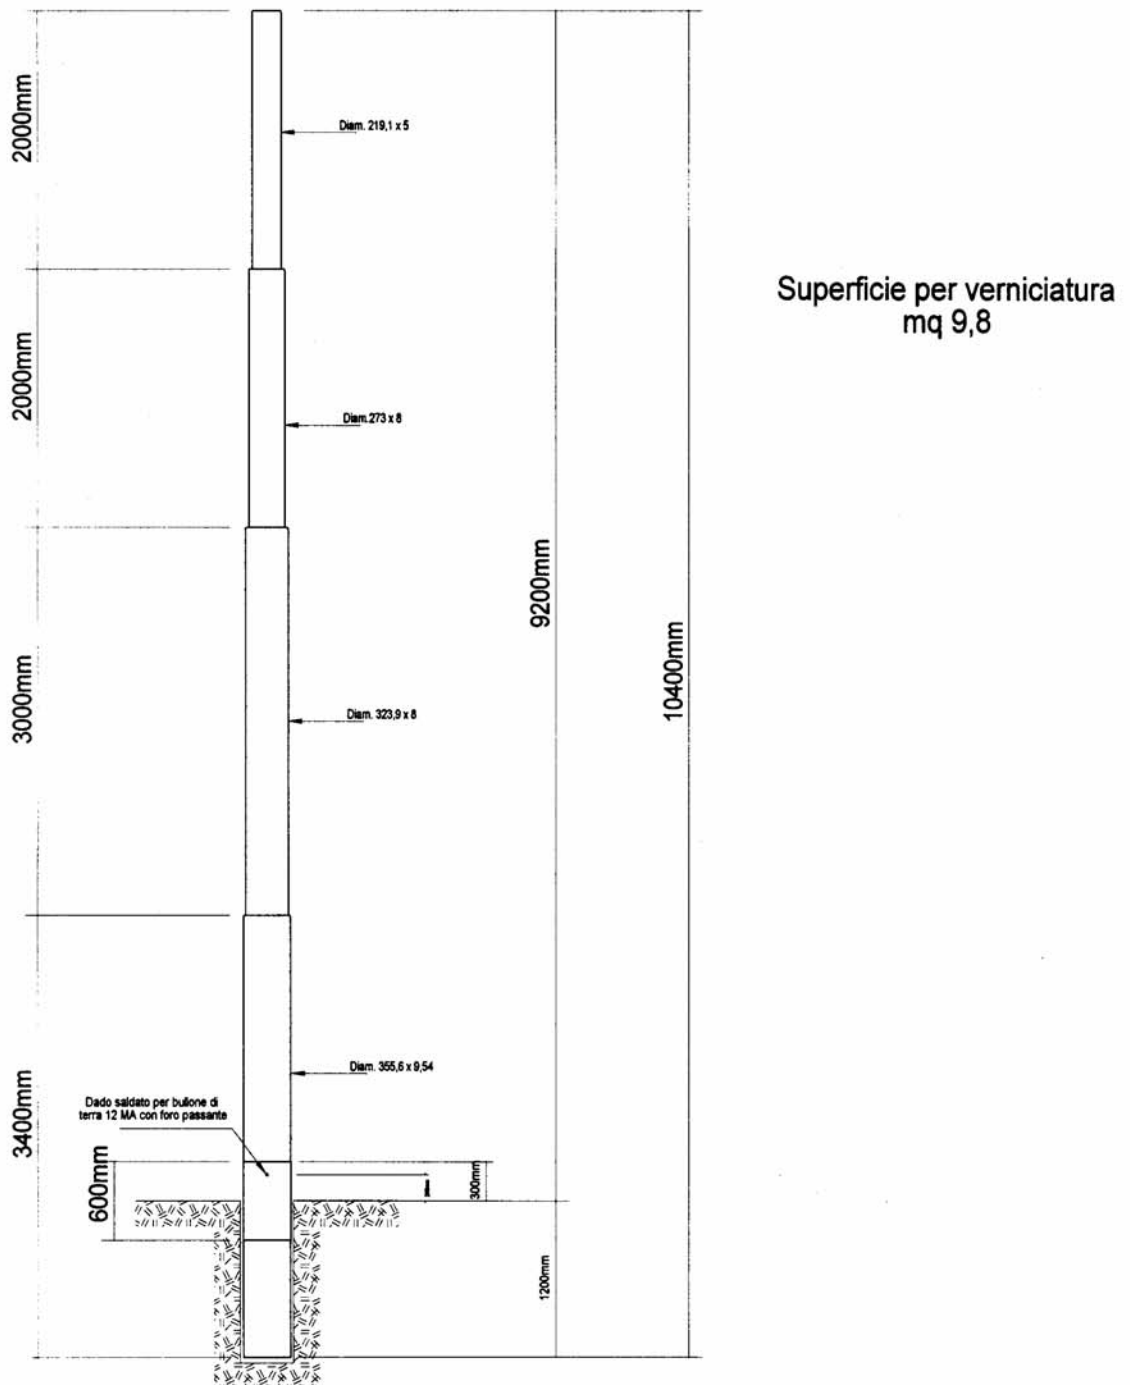 2000mm
Diam. 219,1 x 5
Superficie per verniciatura
mq 9,8
2000mm
Diam.273 x 8
9200mm
10400mm
3000mm
Diam. 323,9 x 8
Diam. 355,6 x 9,54
3400mm
Dado saldato per bullone di
terra 12 MA con foro passante
600mm
300mm
1200mm